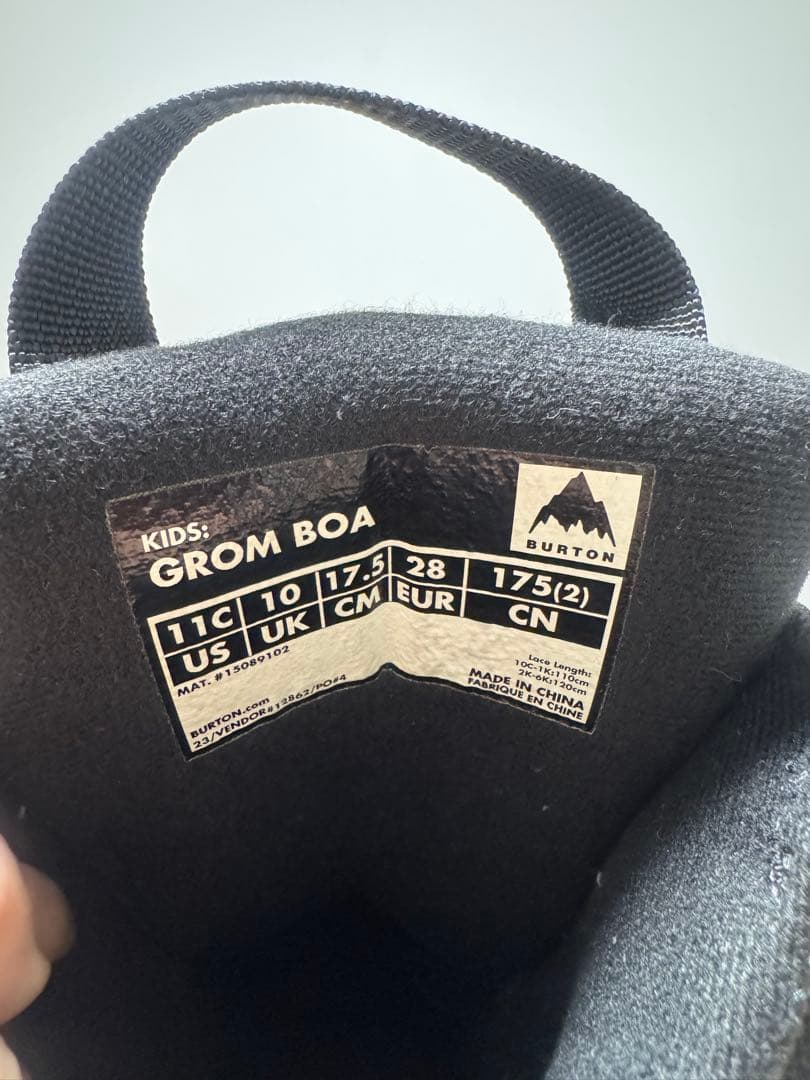 KIDS:
GROM BOA
BURTON
11C 10 17.5 28 175(2)
US UK CM EUR CN
MAT. #15089102
Lace Length:
10C-1K:110cm
2K-6K:120cm
MADE IN CHINA
FABRIQUE EN CHINE
BURTON.com
23/VENDOR#12862/PO#4